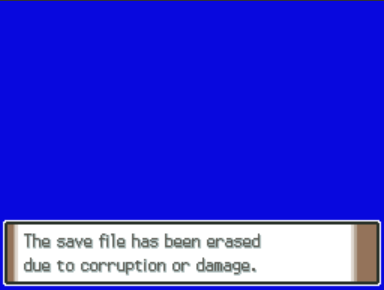 The save file has been erased
due to corruption or damage.